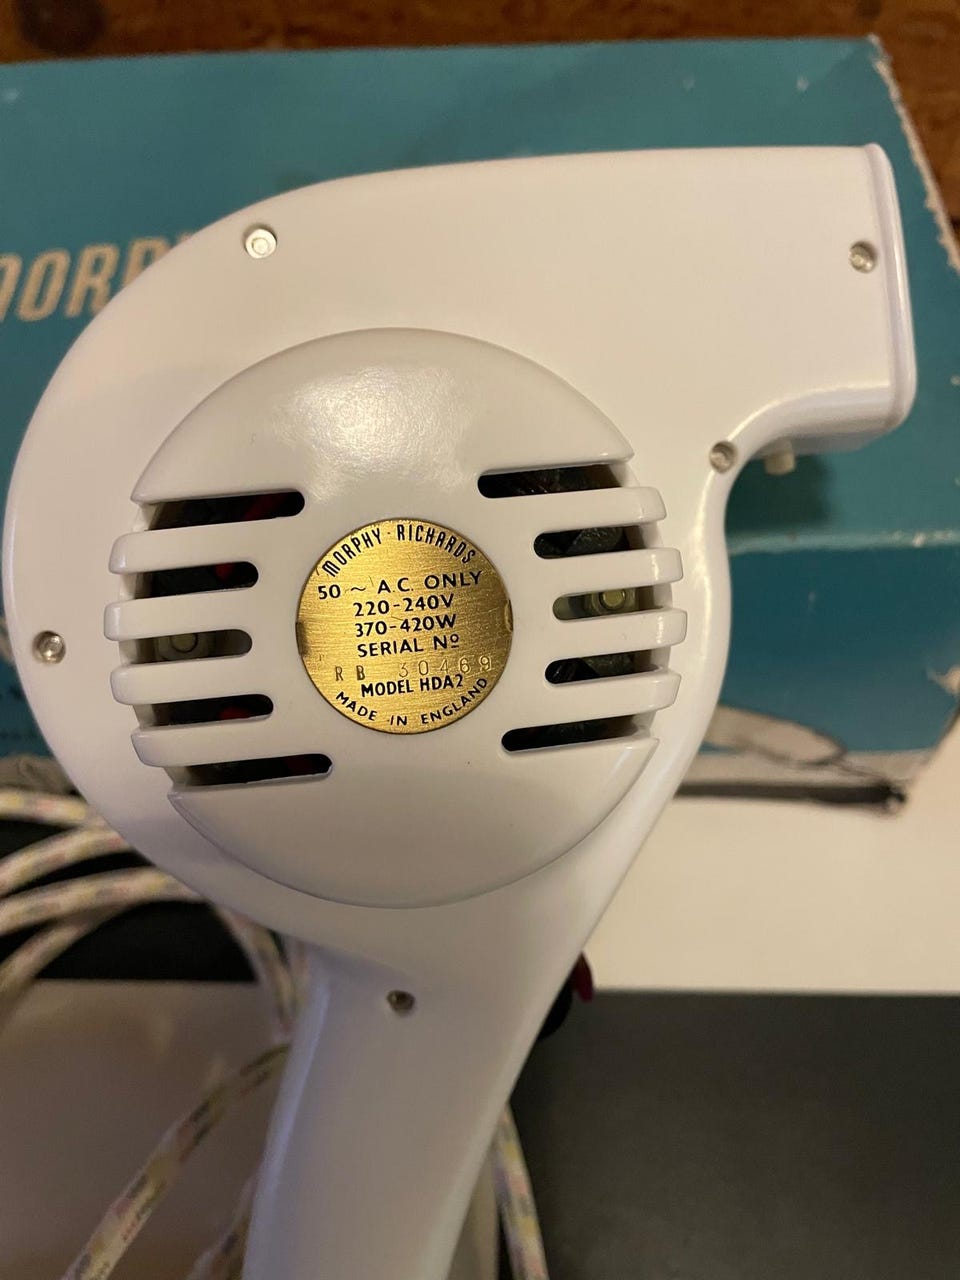 MORPHY-RICHARDS
50 ~ A.C. ONLY
220-240V
370-420W
SERIAL Nº
RB 30469
MODEL HDA2
MADE IN ENGLAND